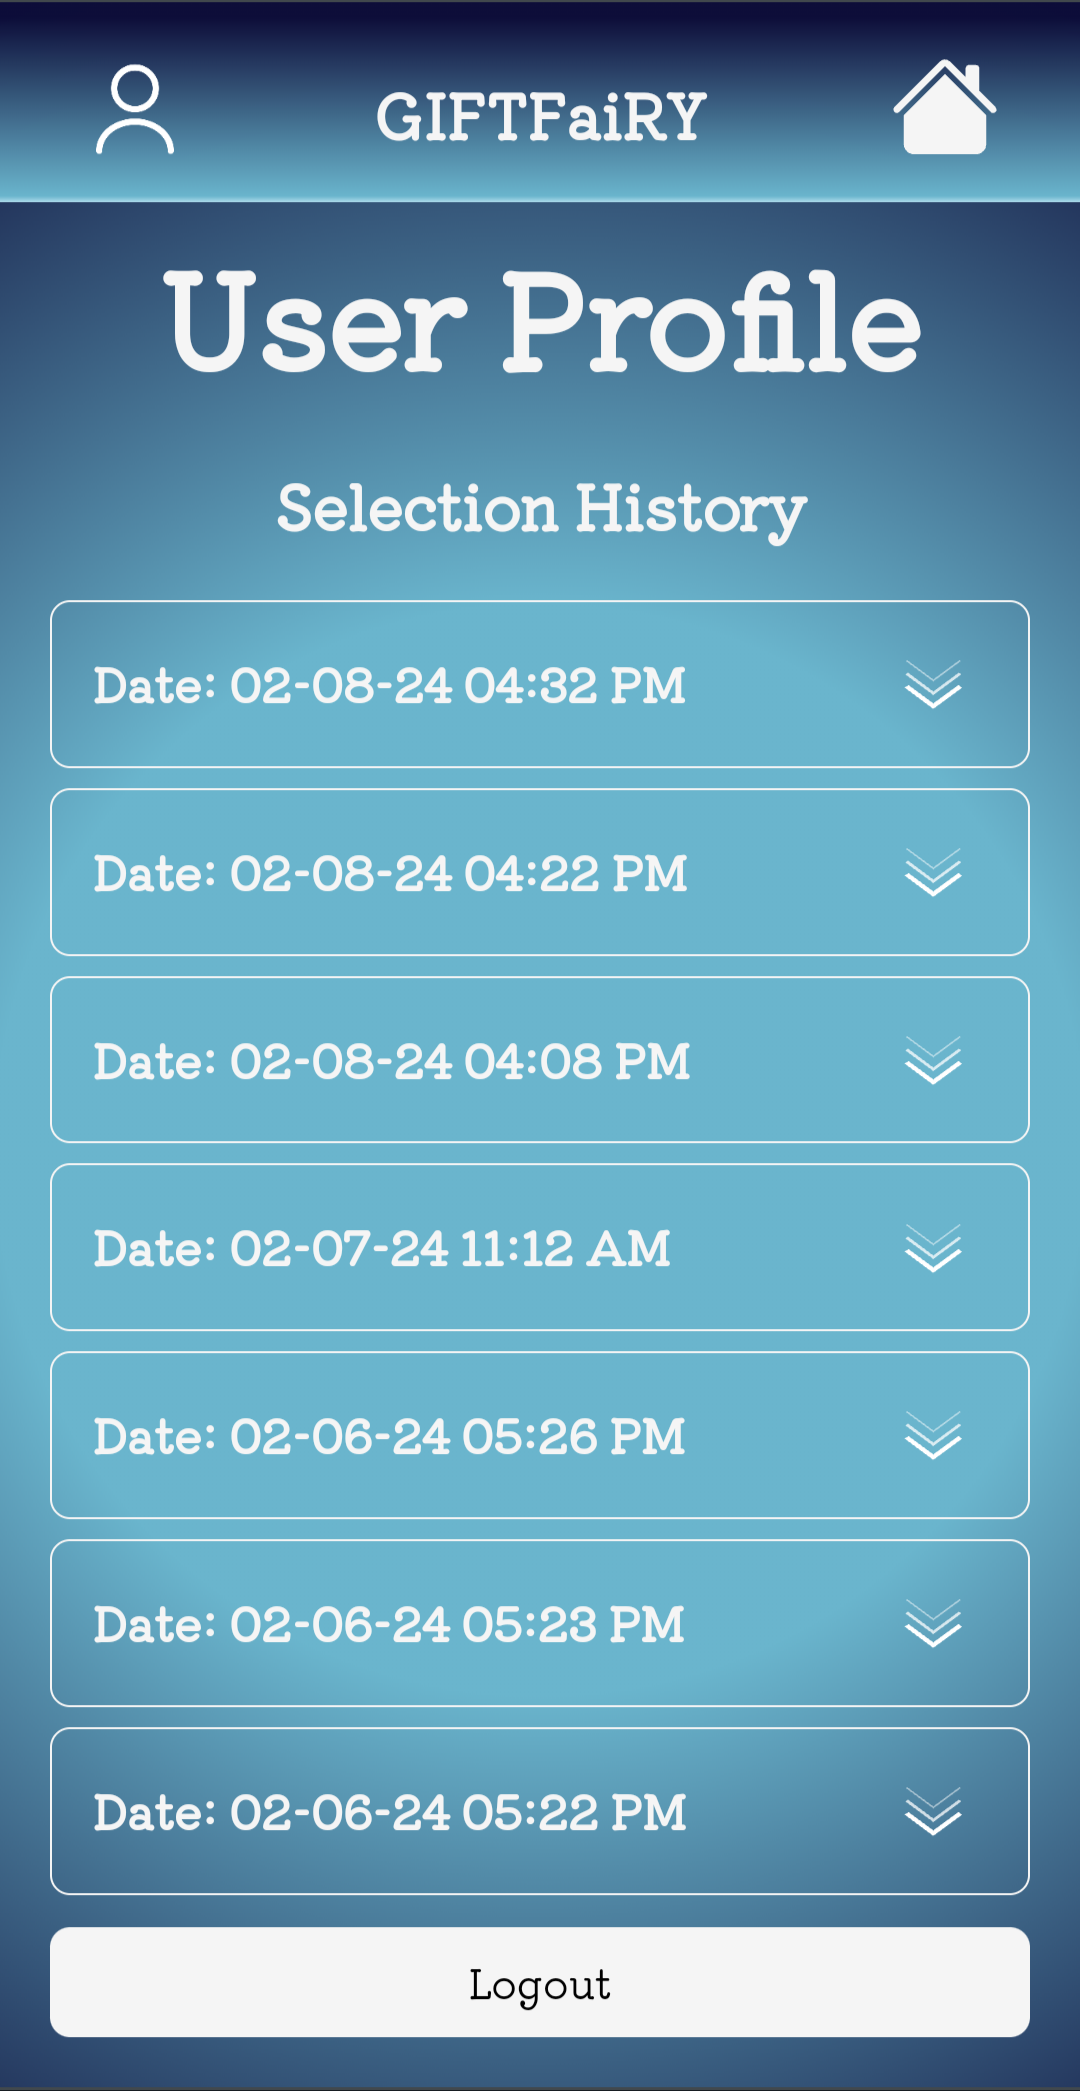 GIFTFaiRY
User Profile
Selection History
Date: 02-08-24 04:32 PM
Date: 02-08-24 04:22 PM
Date: 02-08-24 04:08 PM
Date: 02-07-24 11:12 AM
Date: 02-06-24 05:26 PM
Date: 02-06-24 05:23 PM
Date: 02-06-24 05:22 PM
Logout